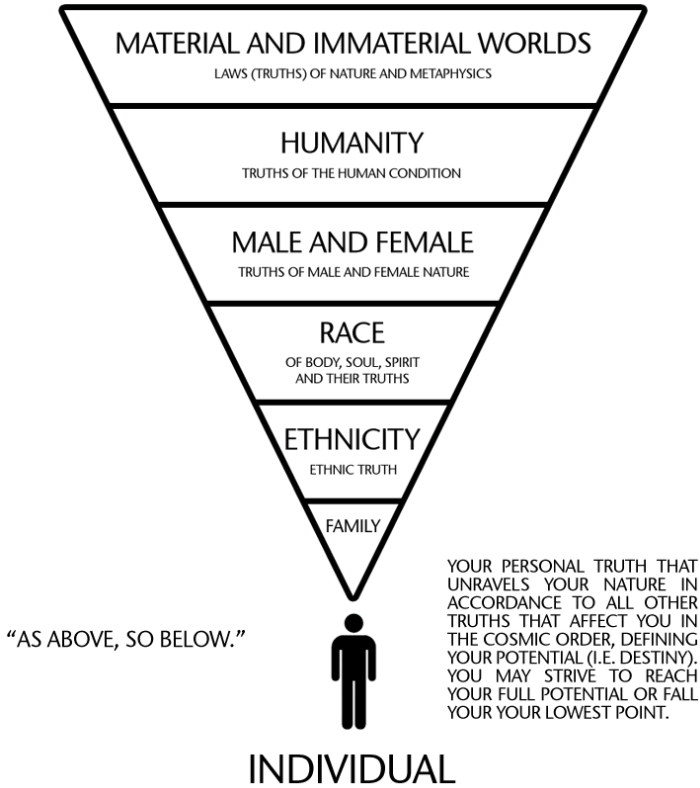 MATERIAL AND IMMATERIAL WORLDS
LAWS (TRUTHS) OF NATURE AND METAPHYSICS
HUMANITY
TRUTHS OF THE HUMAN CONDITION
MALE AND FEMALE
TRUTHS OF MALE AND FEMALE NATURE
RACE
OF BODY, SOUL, SPIRIT
AND THEIR TRUTHS
ETHNICITY
ETHNIC TRUTH
FAMILY
"AS ABOVE, SO BELOW."
YOUR PERSONAL TRUTH THAT
UNRAVELS YOUR NATURE IN
ACCORDANCE TO ALL OTHER
TRUTHS THAT AFFECT YOU IN
THE COSMIC ORDER, DEFINING
YOUR POTENTIAL (I.E. DESTINY).
YOU MAY STRIVE TO REACH
YOUR FULL POTENTIAL OR FALL
YOUR YOUR LOWEST POINT.
INDIVIDUAL